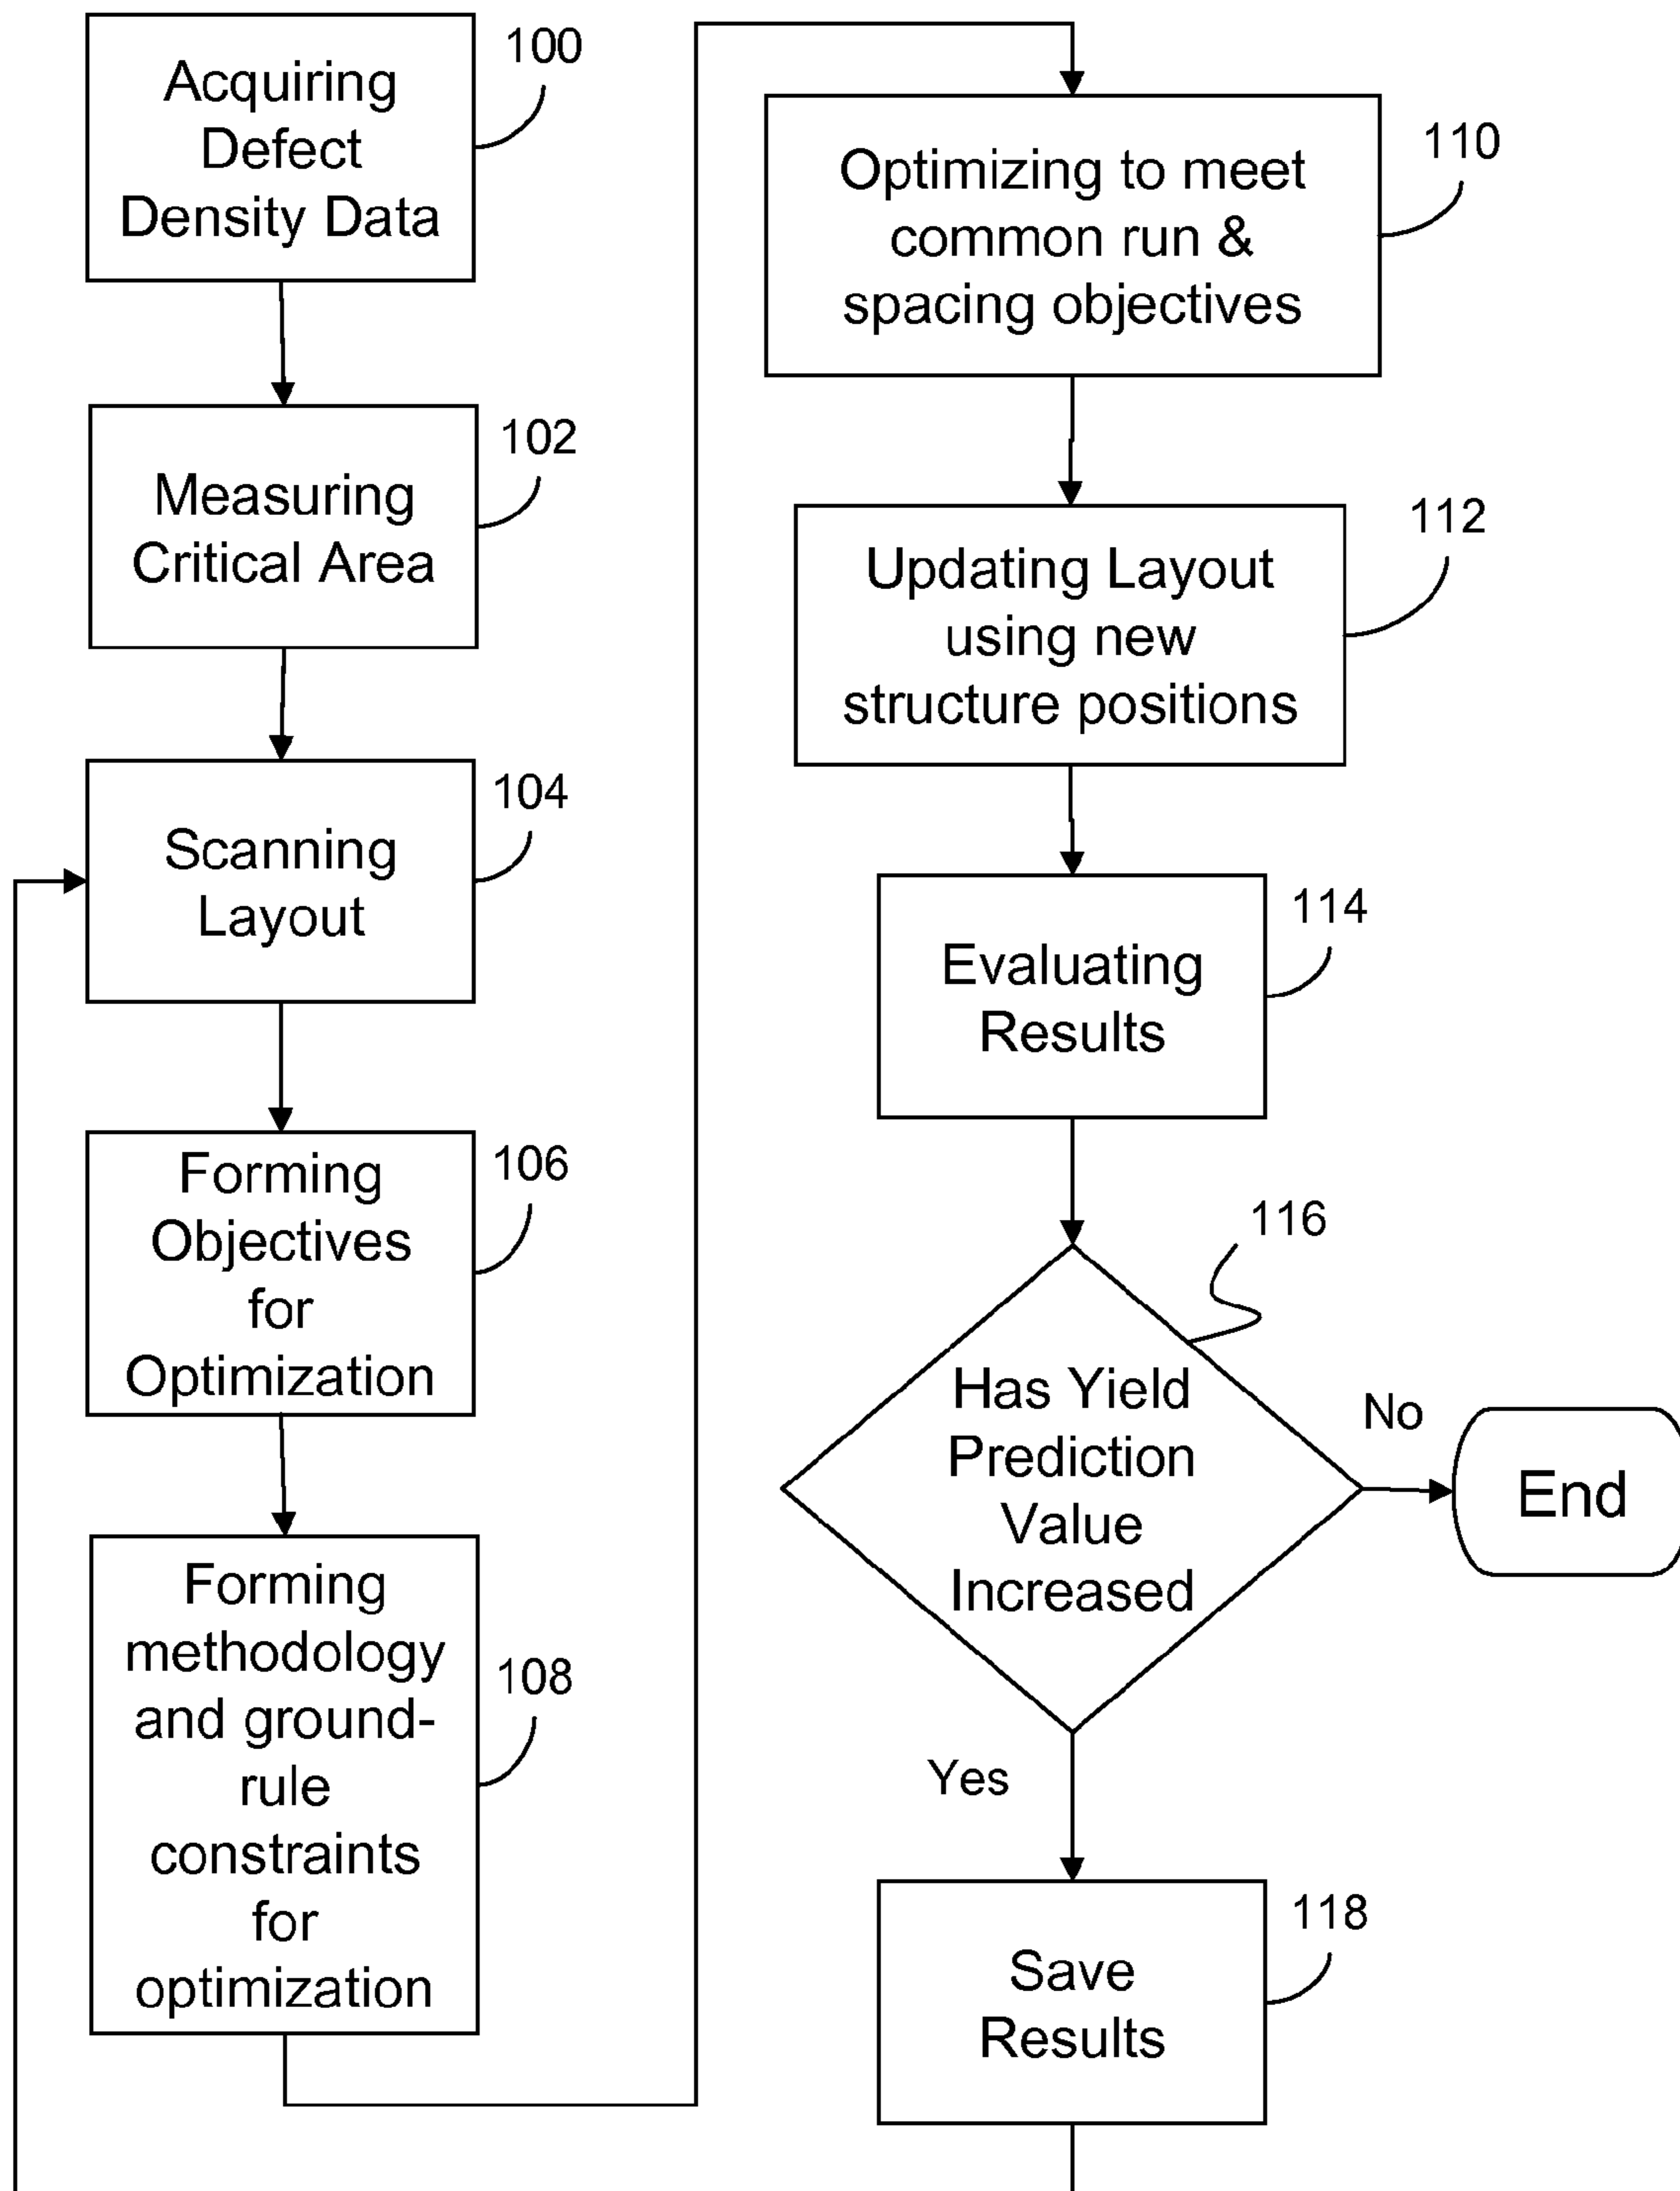 Acquiring
Defect
Density Data
100
Measuring
Critical Area
102
Scanning
Layout
104
Forming
Objectives
for
Optimization
106
Forming
methodology
and ground-
rule
constraints
for
optimization
108
Optimizing to meet
common run &
spacing objectives
110
Updating Layout
using new
structure positions
112
Evaluating
Results
114
Has Yield
Prediction
Value
Increased
116
No
End
Yes
Save
Results
118